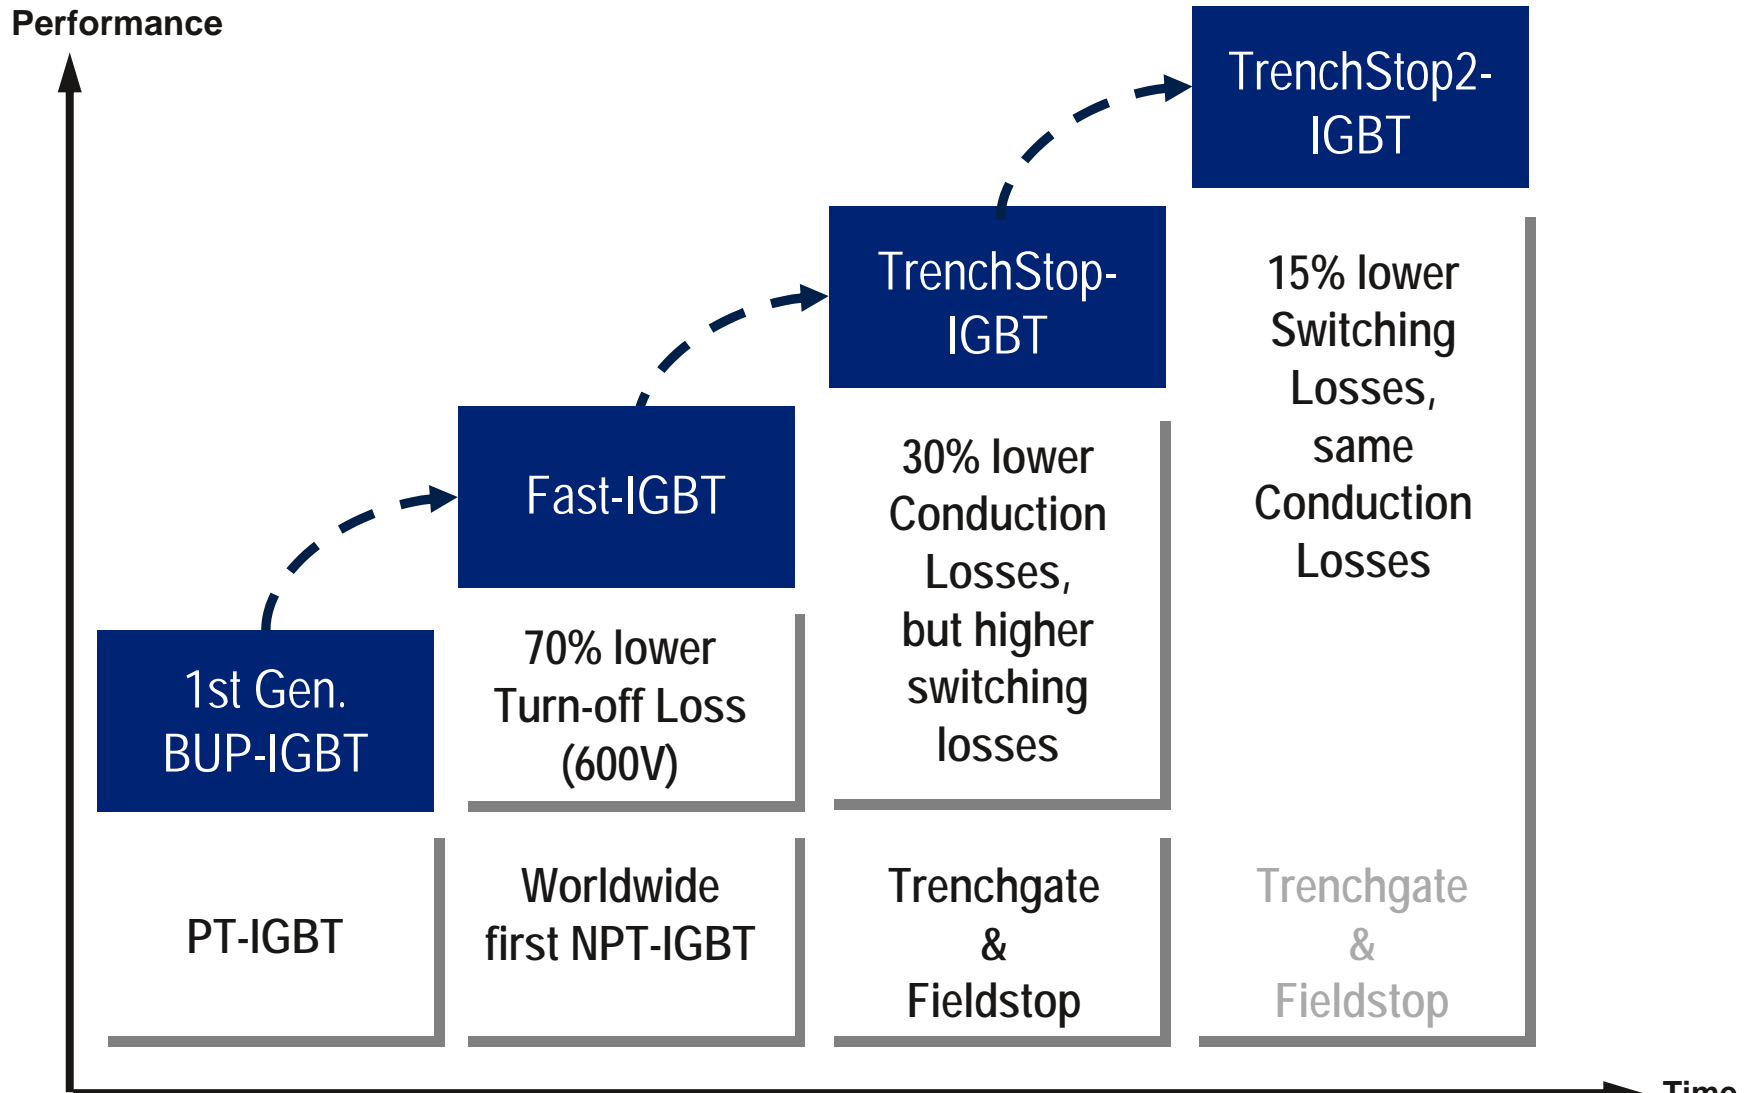 Performance
TrenchStop2-
IGBT
TrenchStop-
IGBT
15% lower
Switching
Losses,
same
Conduction
Losses
Fast-IGBT
30% lower
Conduction
Losses,
but higher
switching
losses
1st Gen.
BUP-IGBT
70% lower
Turn-off Loss
(600V)
PT-IGBT
Worldwide
first NPT-IGBT
Trenchgate
&
Fieldstop
Trenchgate
&
Fieldstop
Time